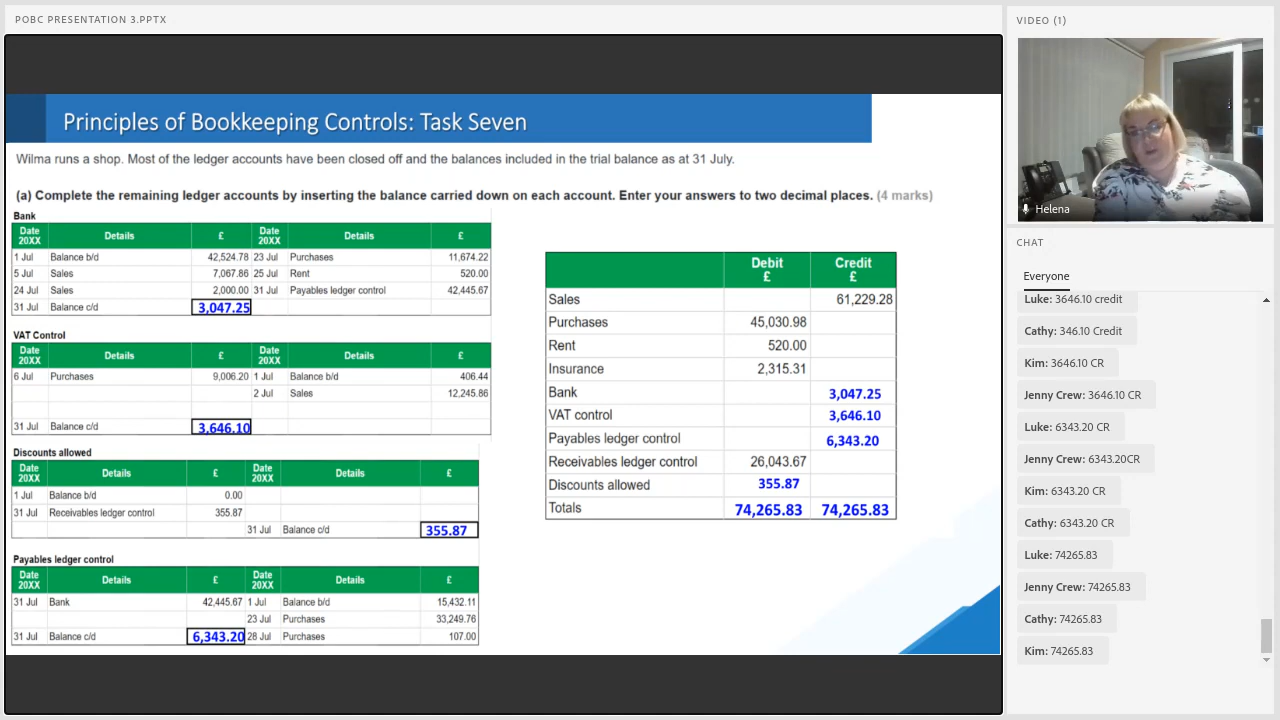 POBC PRESENTATION 3.PPTX
Principles of Bookkeeping Controls: Task Seven
Wilma runs a shop. Most of the ledger accounts have been closed off and the balances included in the trial balance as at 31 July.
(a) Complete the remaining ledger accounts by inserting the balance carried down on each account. Enter your answers to two decimal places. (4 marks)
Bank
Date 20XX Details £ Date 20XX Details £
1 Jul Balance b/d 42,524.78 23 Jul Purchases 11,674.22
5 Jul Sales 7,067.86 25 Jul Rent 520.00
24 Jul Sales 2,000.00 31 Jul Payables ledger control 42,445.67
31 Jul Balance c/d 3,047.25
VAT Control
Date 20XX Details £ Date 20XX Details £
6 Jul Purchases 9,006.20 1 Jul Balance b/d 406.44
2 Jul Sales 12,245.86
31 Jul Balance c/d 3,646.10
Discounts allowed
Date 20XX Details £ Date 20XX Details £
1 Jul Balance b/d 0.00
31 Jul Receivables ledger control 355.87
31 Jul Balance c/d 355.87
Payables ledger control
Date 20XX Details £ Date 20XX Details £
31 Jul Bank 42,445.67 1 Jul Balance b/d 15,432.11
23 Jul Purchases 33,249.76
31 Jul Balance c/d 6,343.20 28 Jul Purchases 107.00
Debit £ Credit £
Sales 61,229.28
Purchases 45,030.98
Rent 520.00
Insurance 2,315.31
Bank 3,047.25
VAT control 3,646.10
Payables ledger control 6,343.20
Receivables ledger control 26,043.67
Discounts allowed 355.87
Totals 74,265.83 74,265.83
VIDEO (1)
Helena
CHAT
Everyone
Luke: 3646.10 credit
Cathy: 346.10 Credit
Kim: 3646.10 CR
Jenny Crew: 3646.10 CR
Luke: 6343.20 CR
Jenny Crew: 6343.20CR
Kim: 6343.20 CR
Cathy: 6343.20 CR
Luke: 74265.83
Jenny Crew: 74265.83
Cathy: 74265.83
Kim: 74265.83